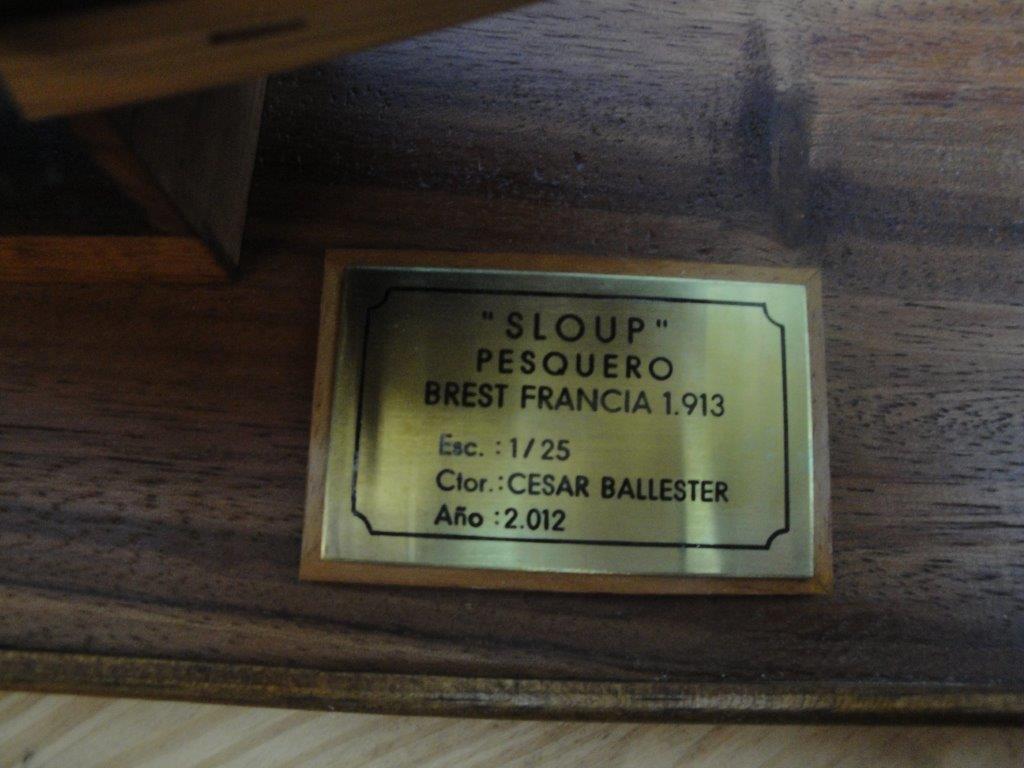 "SLOUP"
PESQUERO
BREST FRANCIA 1.913
Esc. : 1/25
Ctor.: CESAR BALLESTER
Año : 2.012